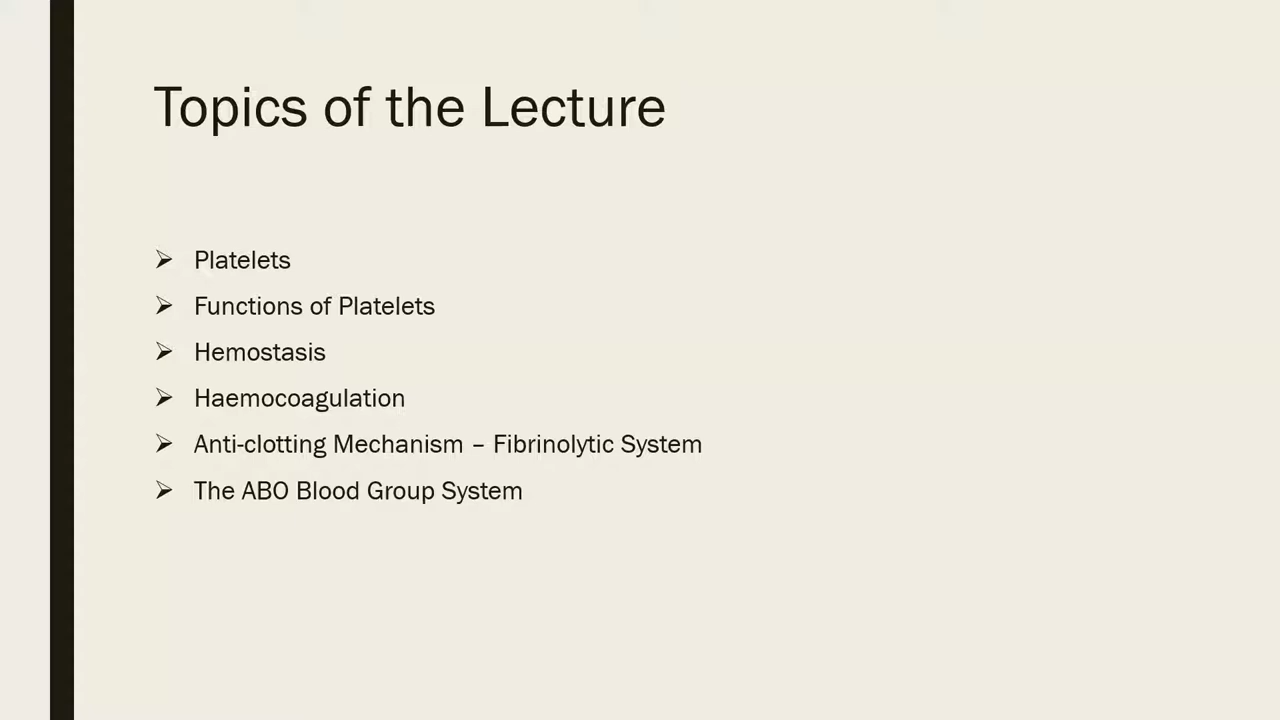 Topics of the Lecture
➢ Platelets
➢ Functions of Platelets
➢ Hemostasis
➢ Haemocoagulation
➢ Anti-clotting Mechanism – Fibrinolytic System
➢ The ABO Blood Group System